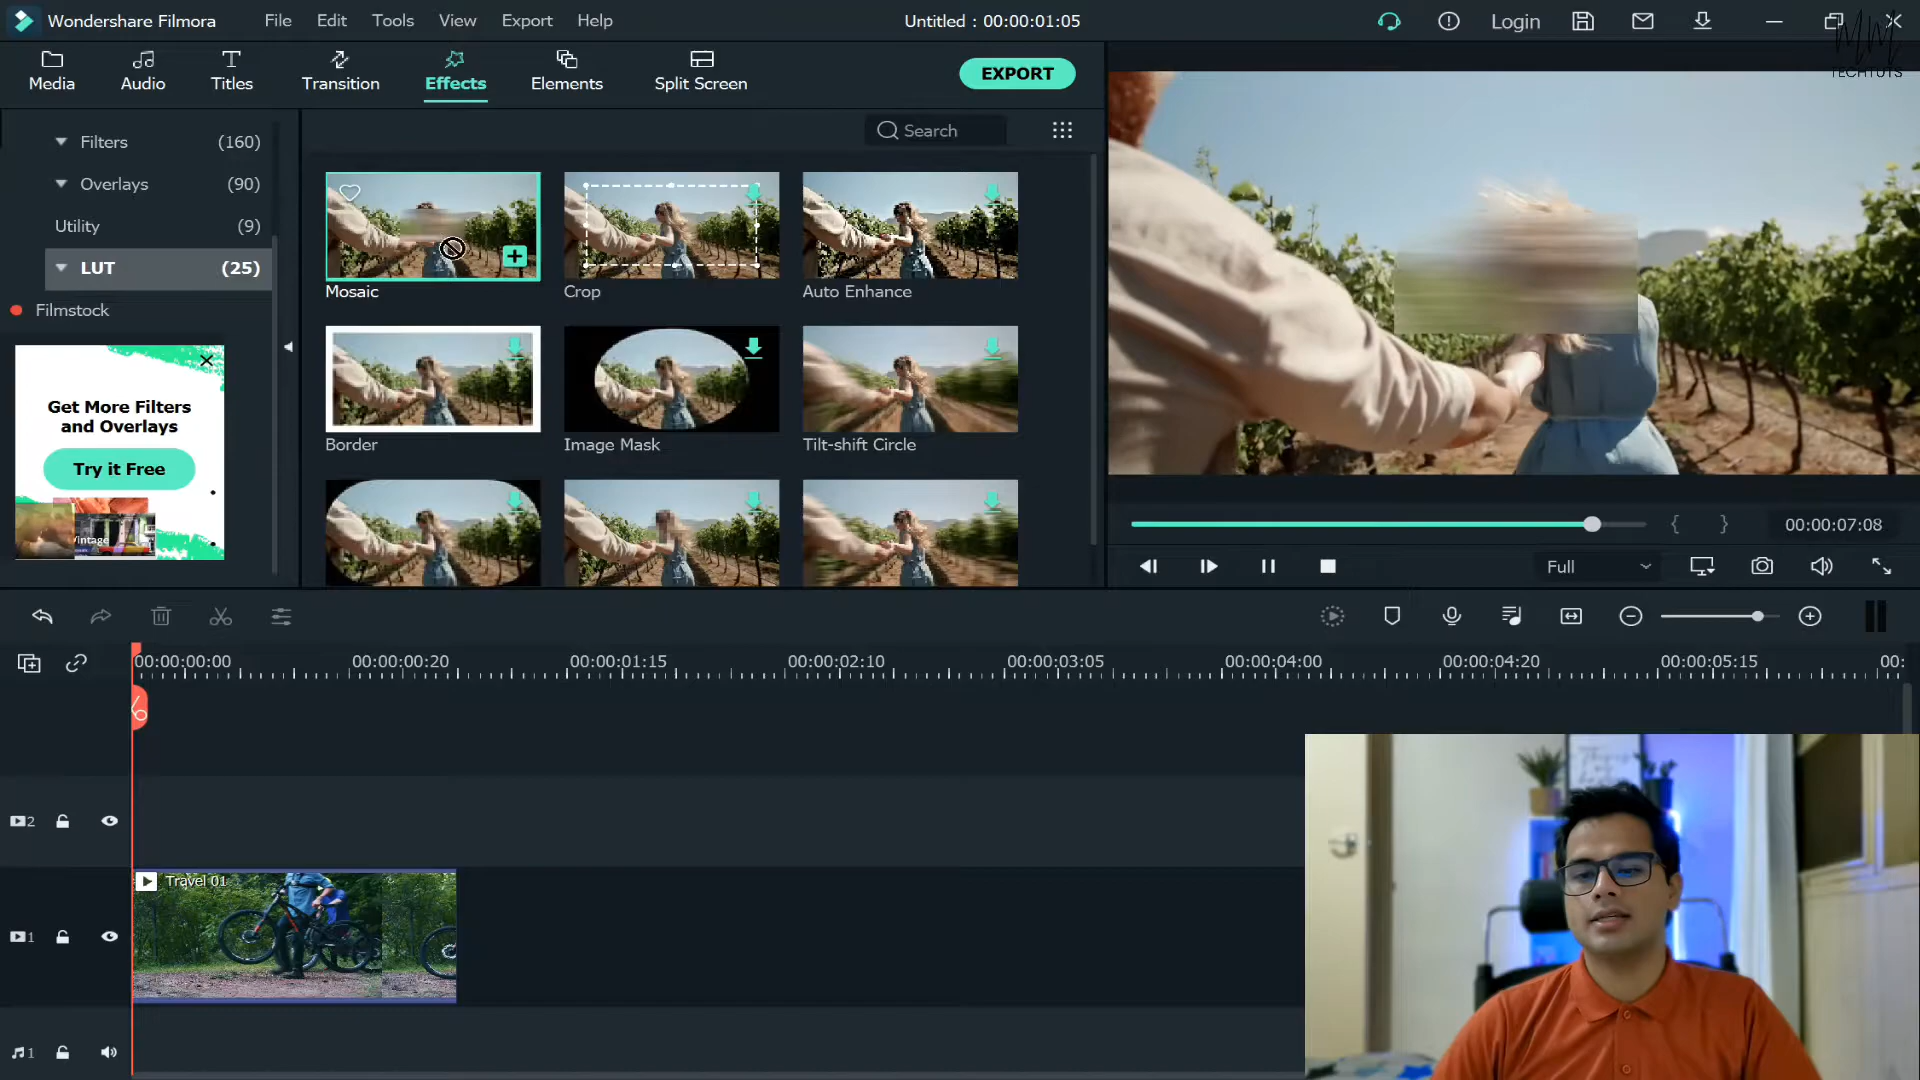 Wondershare Filmora File Edit Tools View Export Help Untitled : 00:00:01:05 Login
MM
TECHTUTS
Media Audio Titles Transition Effects Elements Split Screen EXPORT
Filters (160)
Overlays (90)
Utility (9)
LUT (25)
Filmstock
Get More Filters
and Overlays
Try it Free
Vintage
Search
Mosaic Crop Auto Enhance
Border Image Mask Tilt-shift Circle
{ } 00:00:07:08
Full
00:00:00:00 00:00:00:20 00:00:01:15 00:00:02:10 00:00:03:05 00:00:04:00 00:00:04:20 00:00:05:15 00:
2
Travel 01
1
1